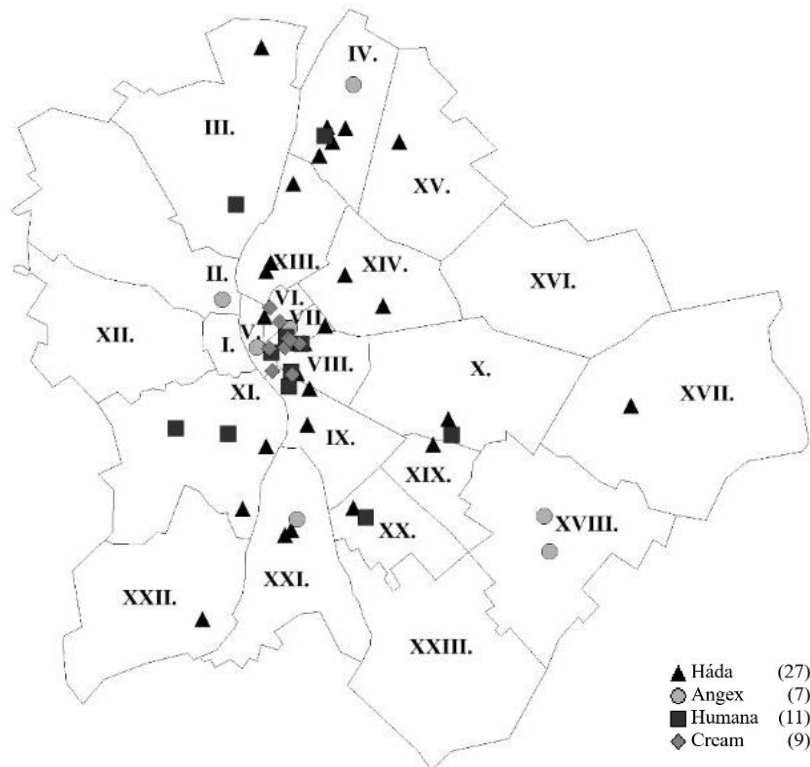 IV.
III.
XV.
XIII.
XIV.
II.
XVI.
VI.
XII.
VII
V.
I.
VIII.
X.
XI.
XVII.
IX.
XIX.
XVIII.
XX.
XXI.
XXII.
XXIII.
Háda (27)
Angex (7)
Humana (11)
Cream (9)